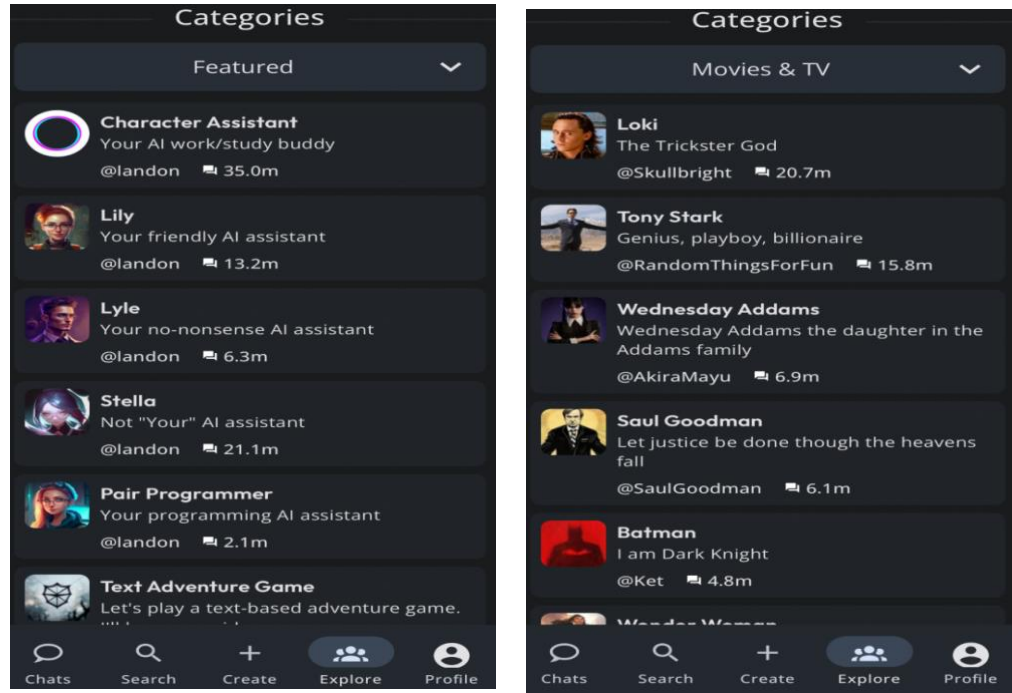 Categories
Featured
Character Assistant
Your AI work/study buddy
@landon 35.0m
Lily
Your friendly AI assistant
@landon 13.2m
Lyle
Your no-nonsense AI assistant
@landon 6.3m
Stella
Not "Your" AI assistant
@landon 21.1m
Pair Programmer
Your programming AI assistant
@landon 2.1m
Text Adventure Game
Let's play a text-based adventure game.
Chats Search Create Explore Profile
Categories
Movies & TV
Loki
The Trickster God
@Skullbright 20.7m
Tony Stark
Genius, playboy, billionaire
@RandomThingsForFun 15.8m
Wednesday Addams
Wednesday Addams the daughter in the
Addams family
@AkiraMayu 6.9m
Saul Goodman
Let justice be done though the heavens
fall
@SaulGoodman 6.1m
Batman
I am Dark Knight
@Ket 4.8m
Wonder Woman
Chats Search Create Explore Profile